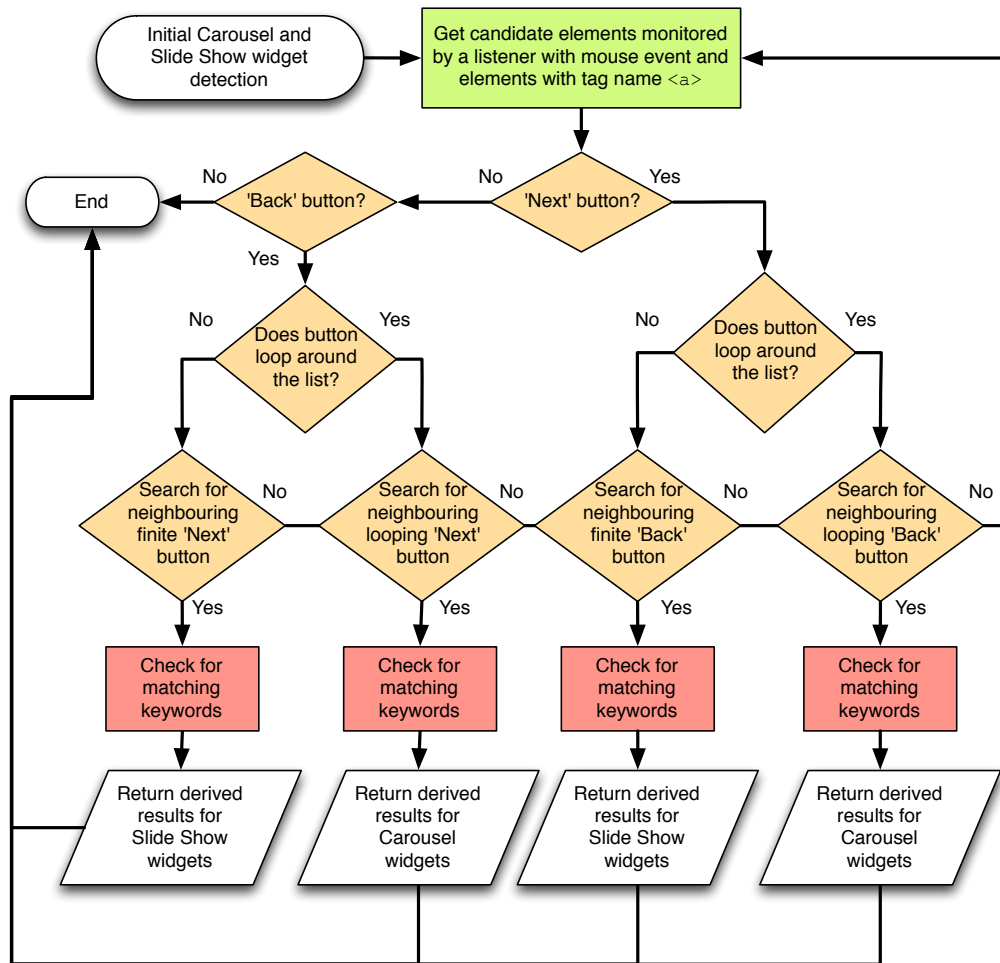 Initial Carousel and
Slide Show widget
detection
Get candidate elements monitored
by a listener with mouse event and
elements with tag name <a>
No
No
Yes
End
'Back' button?
'Next' button?
Yes
No
Yes
No
Yes
Does button
loop around
the list?
Does button
loop around
the list?
Search for
neighbouring
finite 'Next'
button
No
Search for
neighbouring
looping 'Next'
button
No
Search for
neighbouring
finite 'Back'
button
No
Search for
neighbouring
looping 'Back'
button
No
Yes
Yes
Yes
Yes
Check for
matching
keywords
Check for
matching
keywords
Check for
matching
keywords
Check for
matching
keywords
Return derived
results for
Slide Show
widgets
Return derived
results for
Carousel
widgets
Return derived
results for
Slide Show
widgets
Return derived
results for
Carousel
widgets